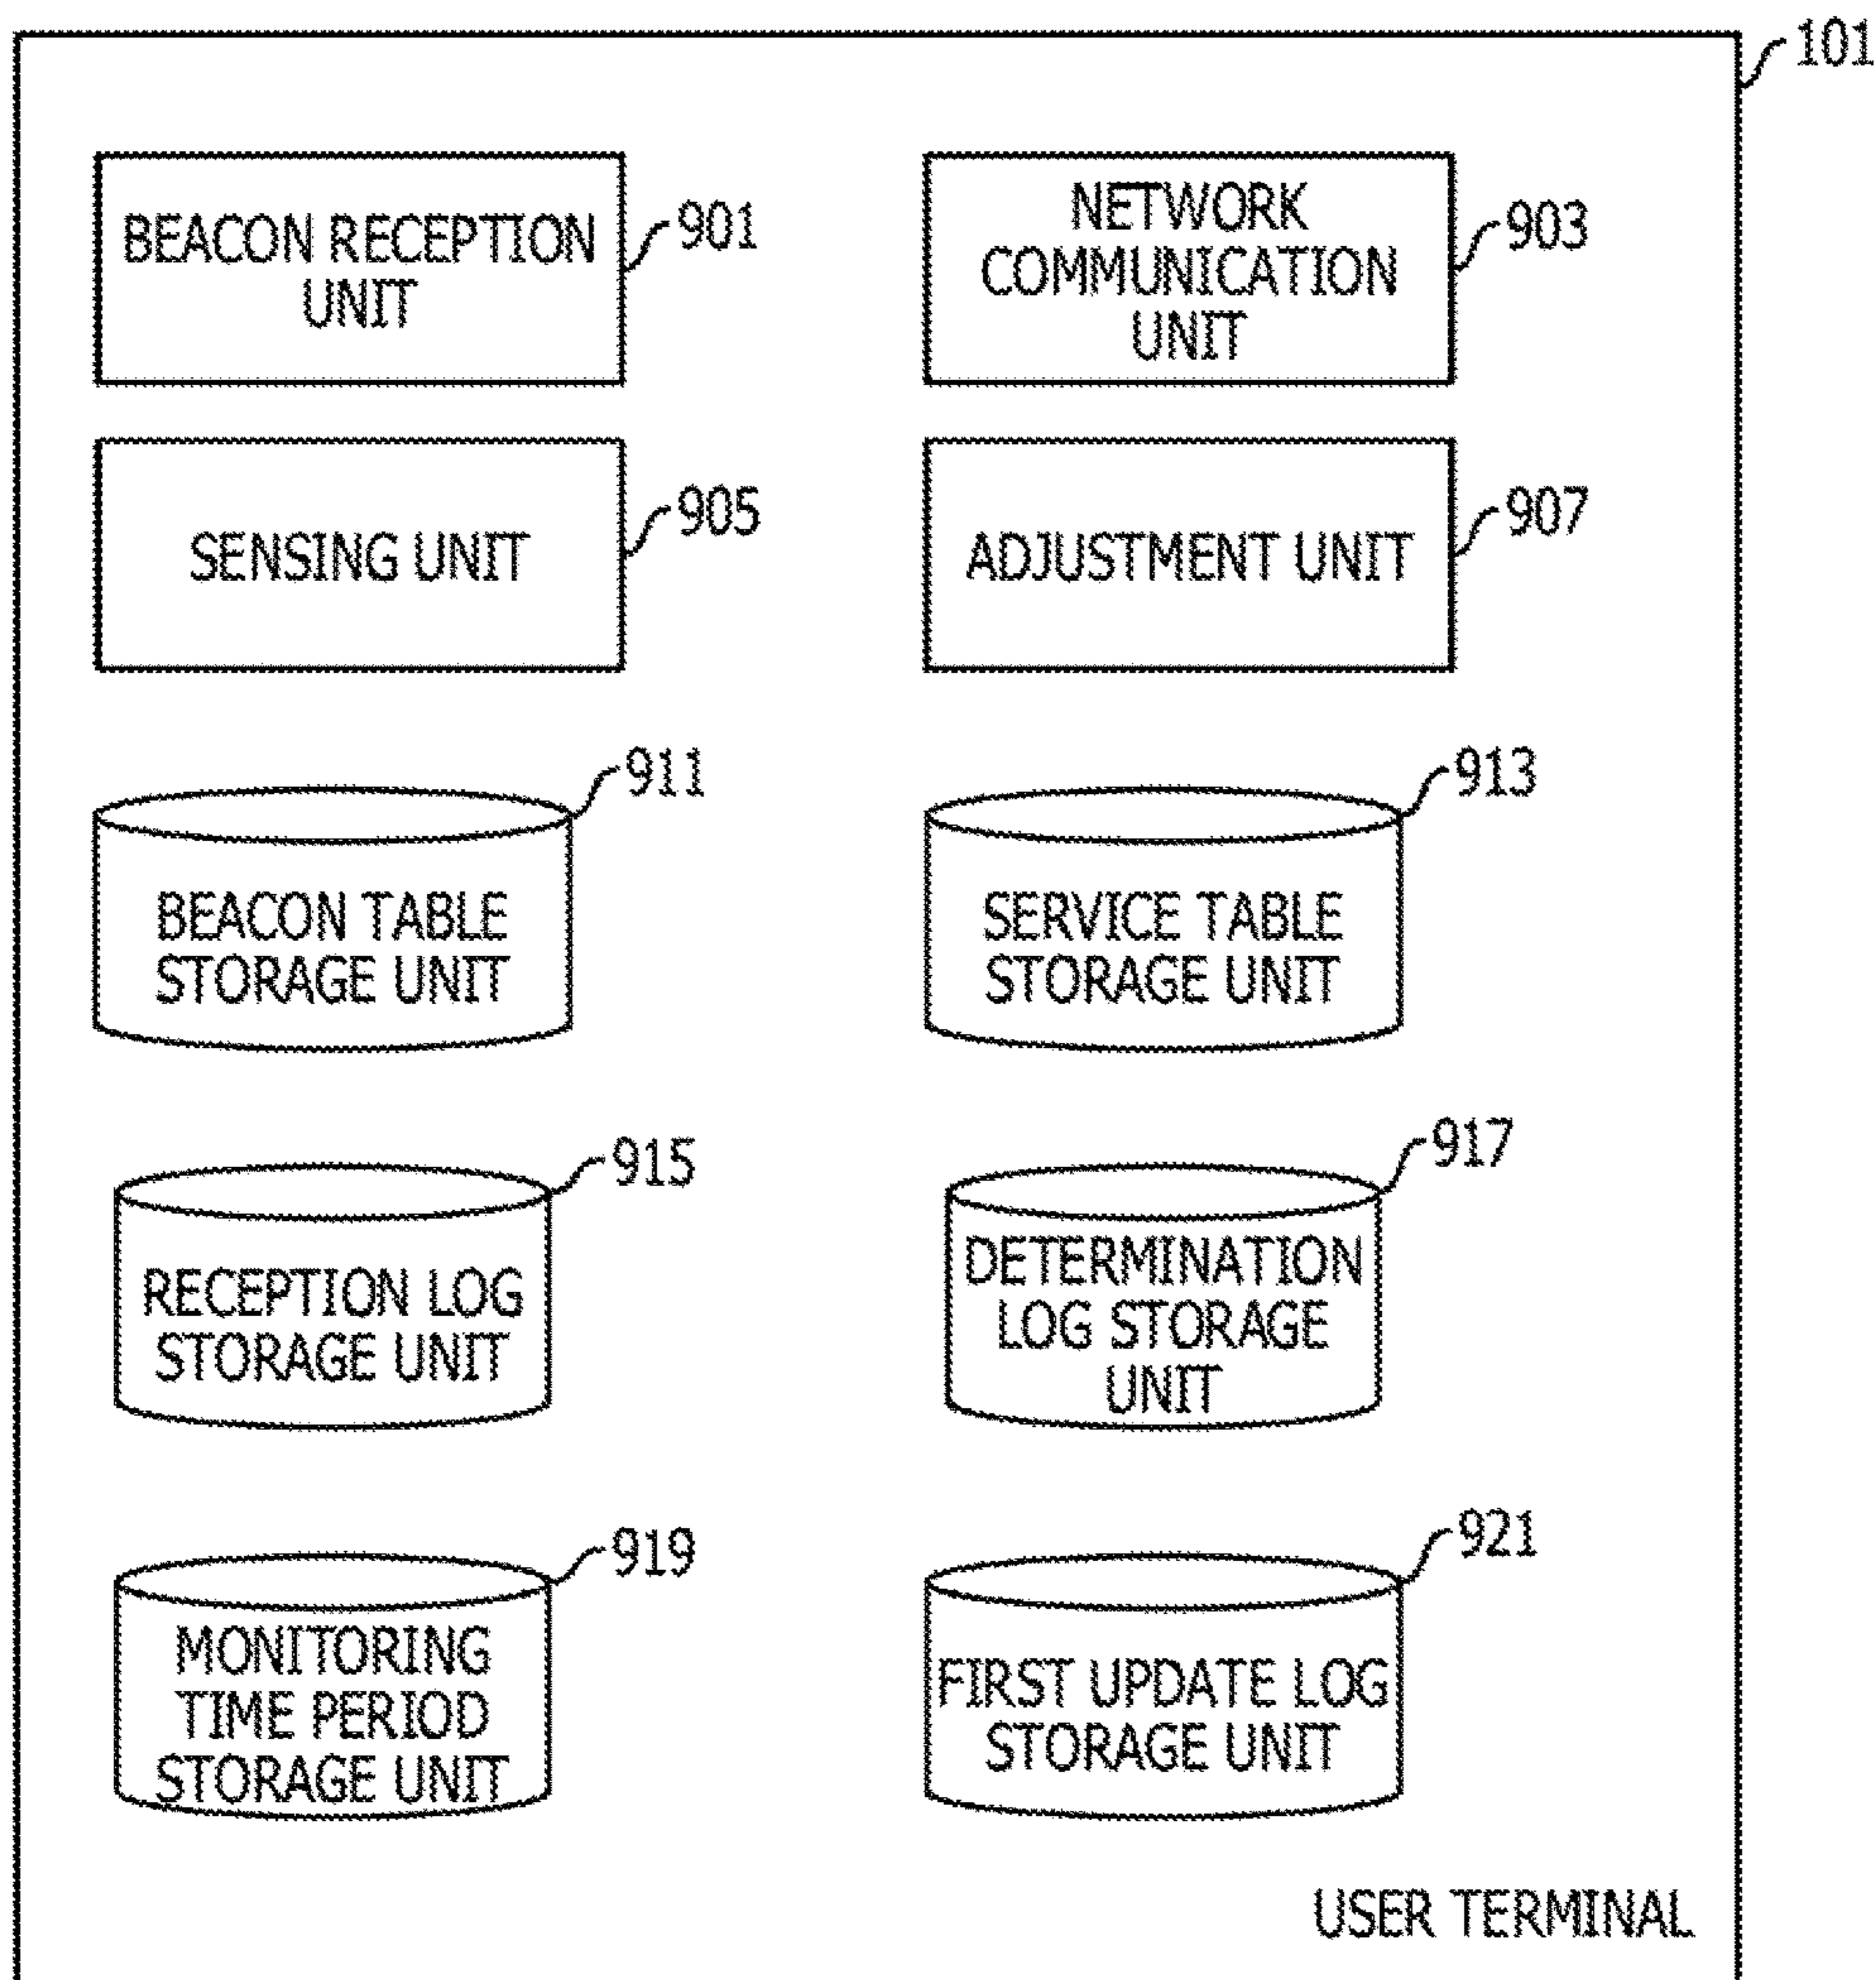 101
BEACON RECEPTION
UNIT
901
NETWORK
COMMUNICATION
UNIT
903
SENSING UNIT
905
ADJUSTMENT UNIT
907
911
BEACON TABLE
STORAGE UNIT
913
SERVICE TABLE
STORAGE UNIT
915
RECEPTION LOG
STORAGE UNIT
917
DETERMINATION
LOG STORAGE
UNIT
919
MONITORING
TIME PERIOD
STORAGE UNIT
921
FIRST UPDATE LOG
STORAGE UNIT
USER TERMINAL